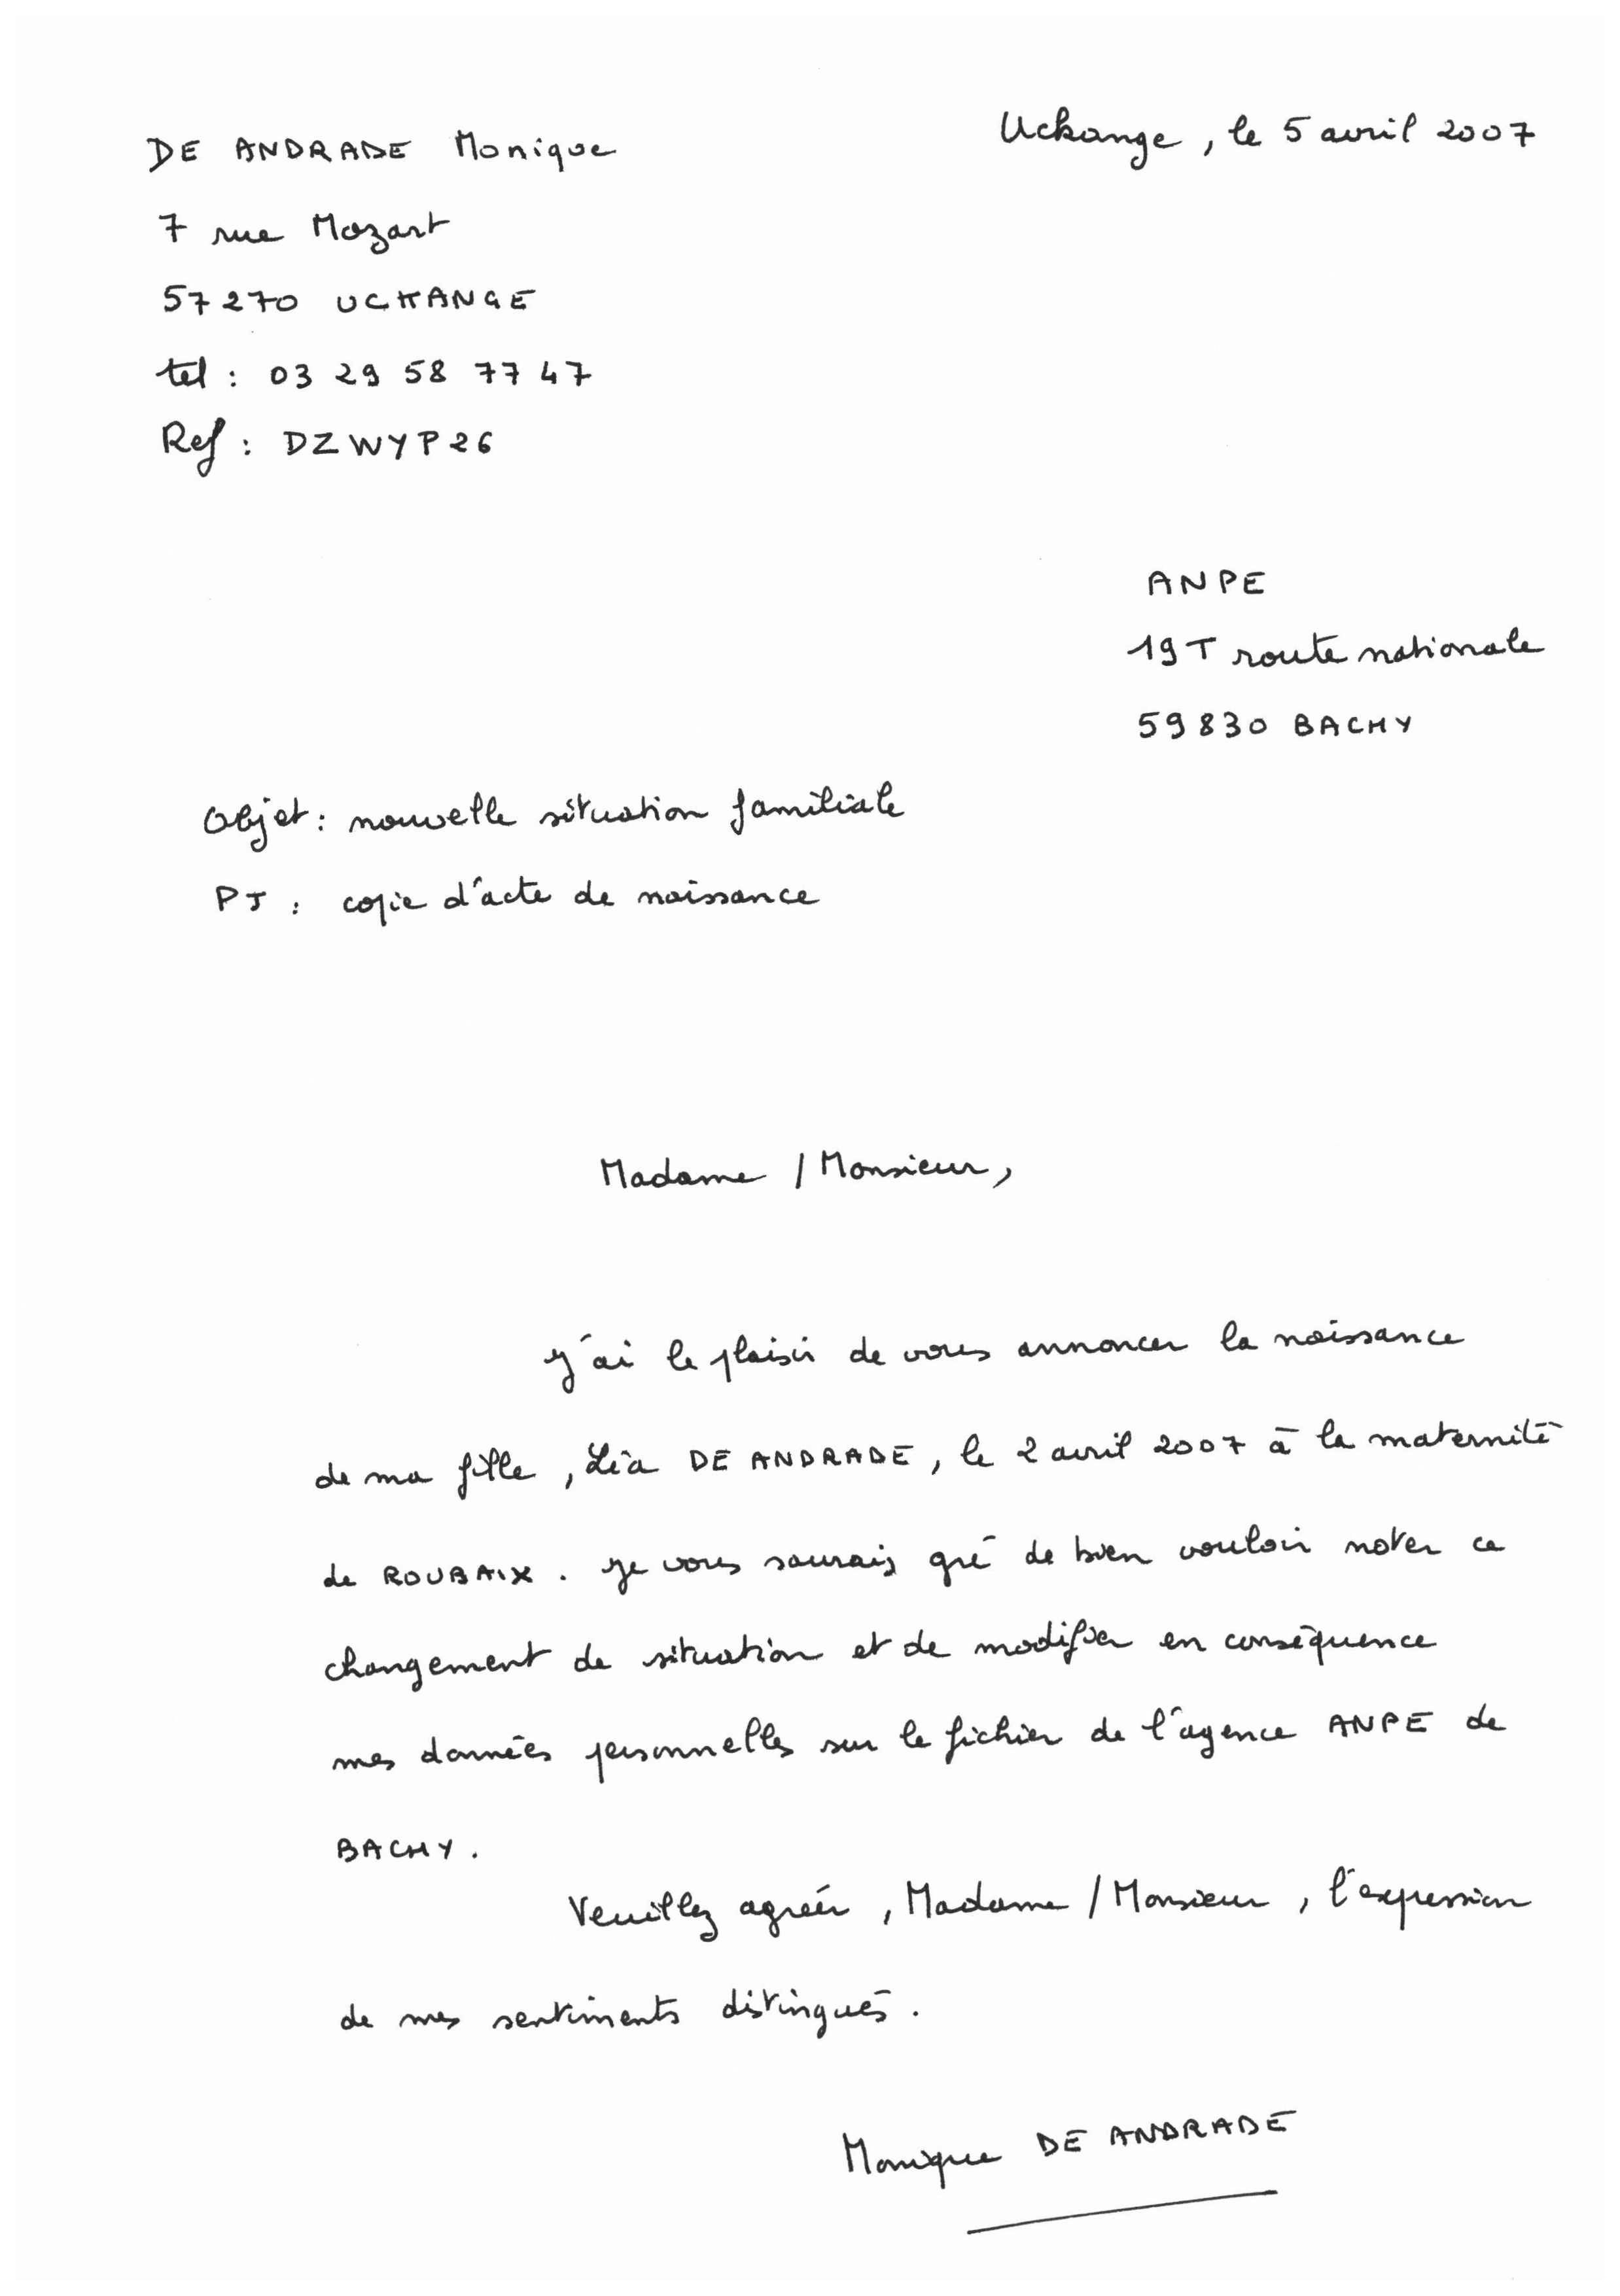 DE ANDRADE Monique
Uckange, le 5 avril 2007
7 rue Mozart
57270 UCKANGE
tel : 03 29 58 77 47
Ref : DZWYP26
ANPE
19T route nationale
59830 BACHY
Objet : nouvelle situation familiale
PJ : copie d'acte de naissance
Madame / Monsieur,
J'ai le plaisir de vous annoncer la naissance
de ma fille, Léa DE ANDRADE, le 2 avril 2007 à la maternité
de ROUBAIX. Je vous saurais gré de bien vouloir noter ce
changement de situation et de modifier en conséquence
mes données personnelles sur le fichier de l'agence ANPE de
BACHY.
Veuillez agréer, Madame / Monsieur, l'expression
de mes sentiments distingués.
Monique DE ANDRADE